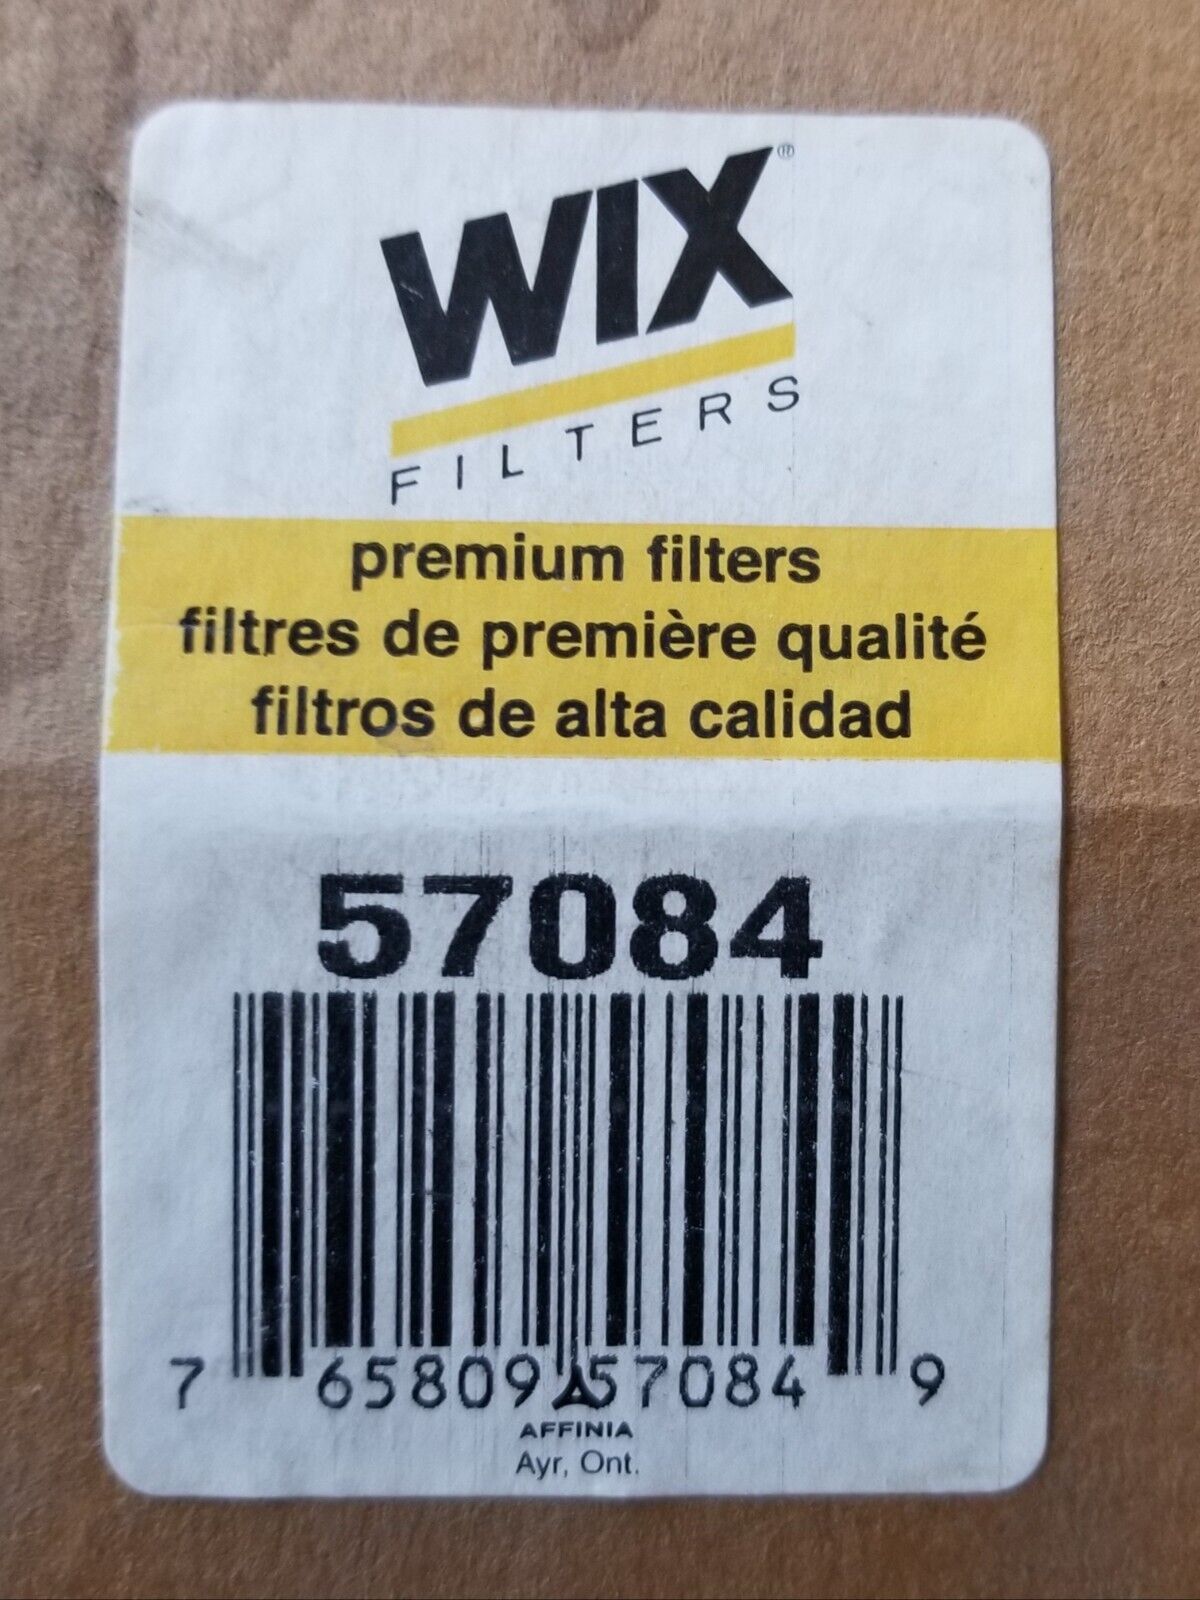 WIX®
FILTERS
premium filters
filtres de première qualité
filtros de alta calidad
57084
7 65809 57084 9
AFFINIA
Ayr, Ont.